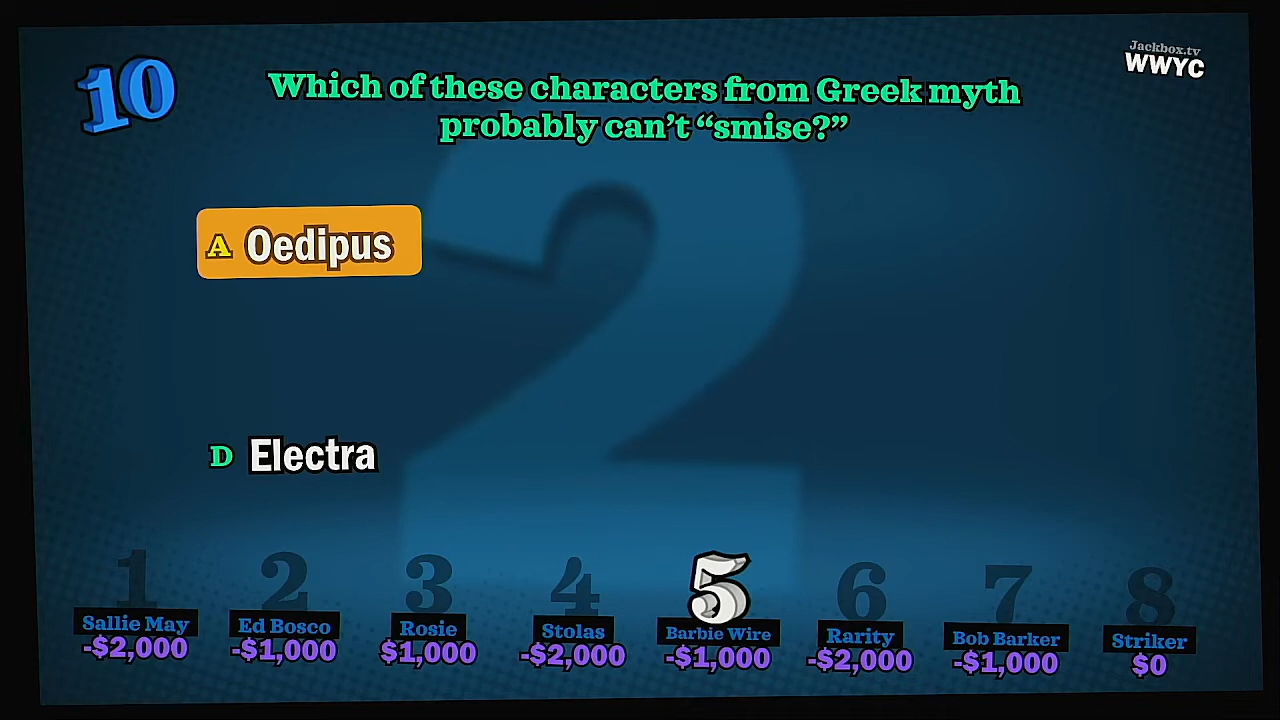 10
Which of these characters from Greek myth
probably can't “smise?”
Jackbox.tv
WWYC
A Oedipus
2
D Electra
1 2 3 4 5 6 7 8
Sallie May Ed Bosco Rosie Stolas Barbie Wire Rarity Bob Barker Striker
-$2,000 -$1,000 $1,000 -$2,000 -$1,000 -$2,000 -$1,000 $0